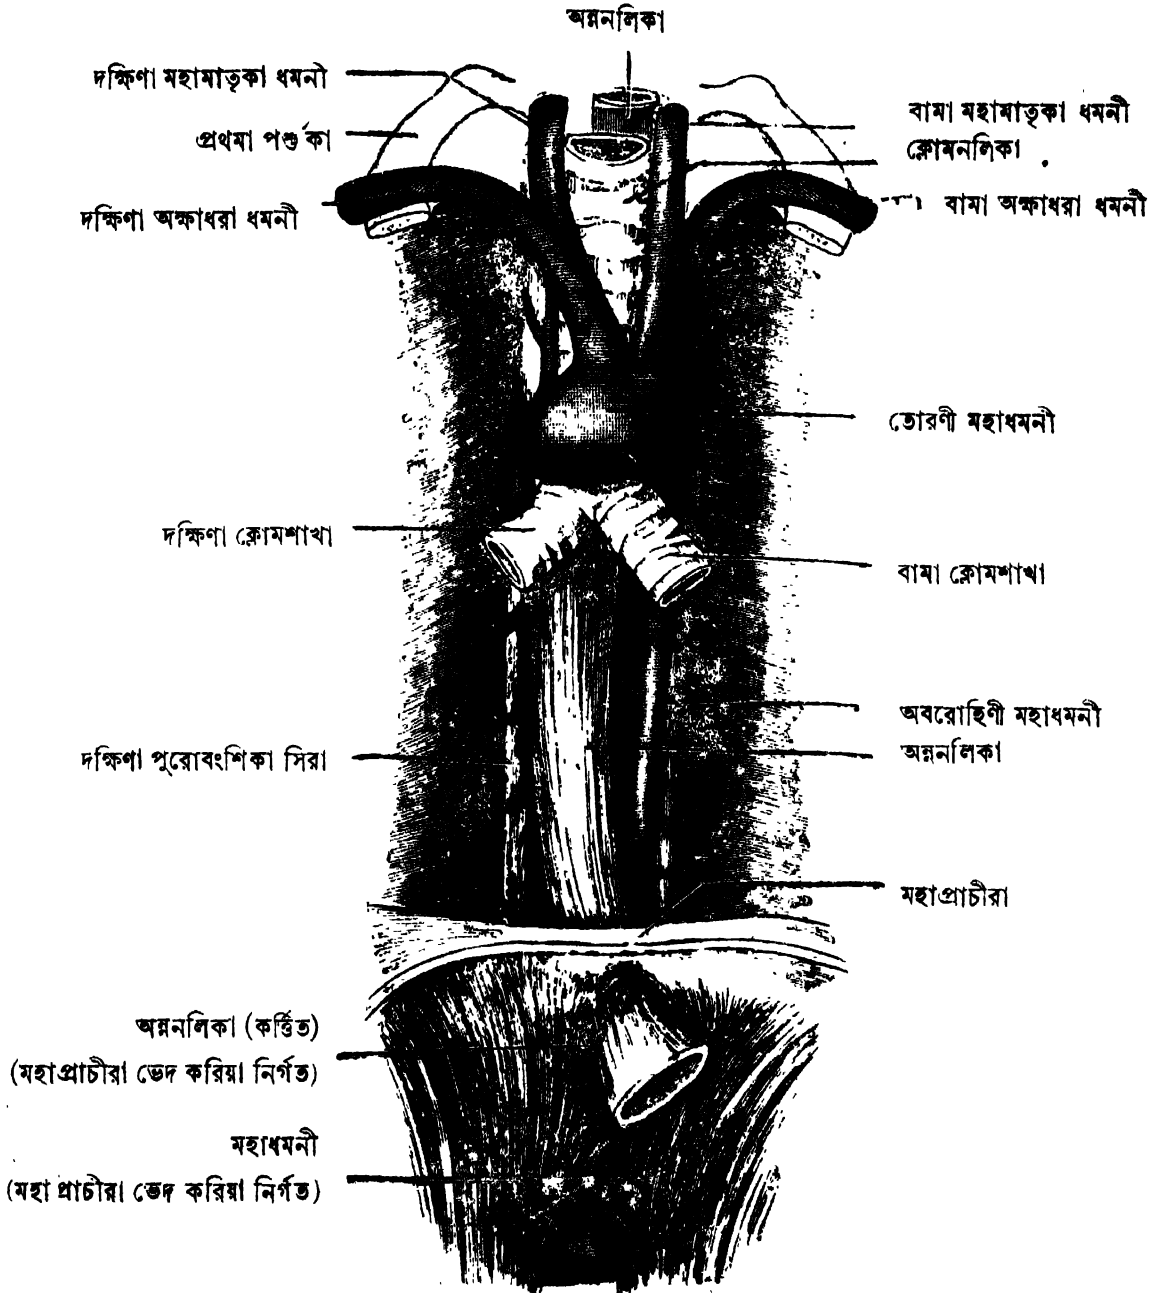 অন্ননলিকা
দক্ষিণা মহামাতৃকা ধমনী
প্রথমা পর্শুকা
দক্ষিণা অক্ষাধরা ধমনী
বামা মহামাতৃকা ধমনী
ক্লোমনলিকা
বামা অক্ষাধরা ধমনী
তোরণী মহাধমনী
দক্ষিণা ক্লোমশাখা
বামা ক্লোমশাখা
অবরোহিণী মহাধমনী
দক্ষিণা পুরোবংশিকা সিরা
অন্ননলিকা
মহাপ্রাচীরা
অন্ননলিকা (কর্ত্তিত)
(মহাপ্রাচীরা ভেদ করিয়া নির্গত)
মহাধমনী
(মহাপ্রাচীরা ভেদ করিয়া নির্গত)